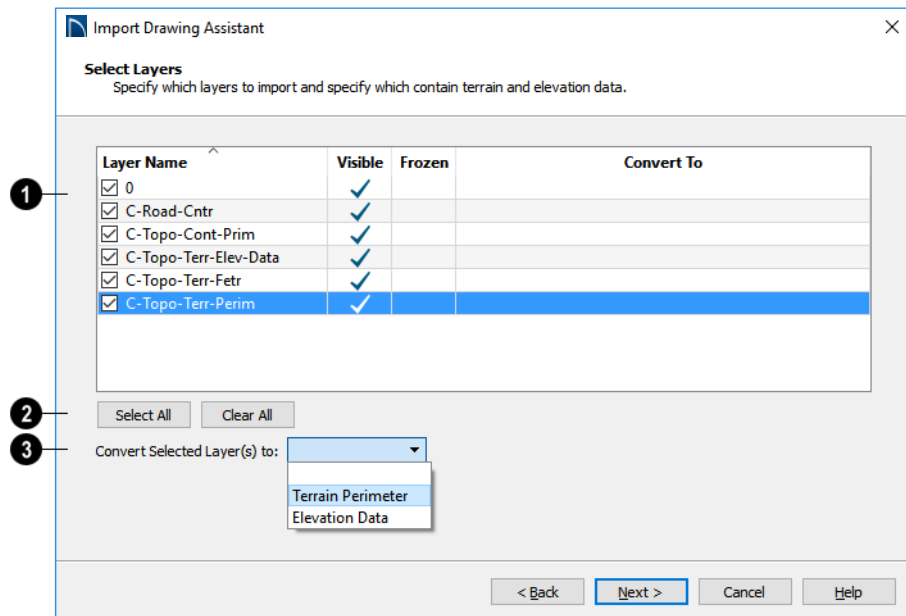 Import Drawing Assistant
Select Layers
Specify which layers to import and specify which contain terrain and elevation data.
Layer Name Visible Frozen Convert To
1
0
C-Road-Cntr
C-Topo-Cont-Prim
C-Topo-Terr-Elev-Data
C-Topo-Terr-Fetr
C-Topo-Terr-Perim
2
Select All Clear All
3
Convert Selected Layer(s) to:
Terrain Perimeter
Elevation Data
< Back Next > Cancel Help